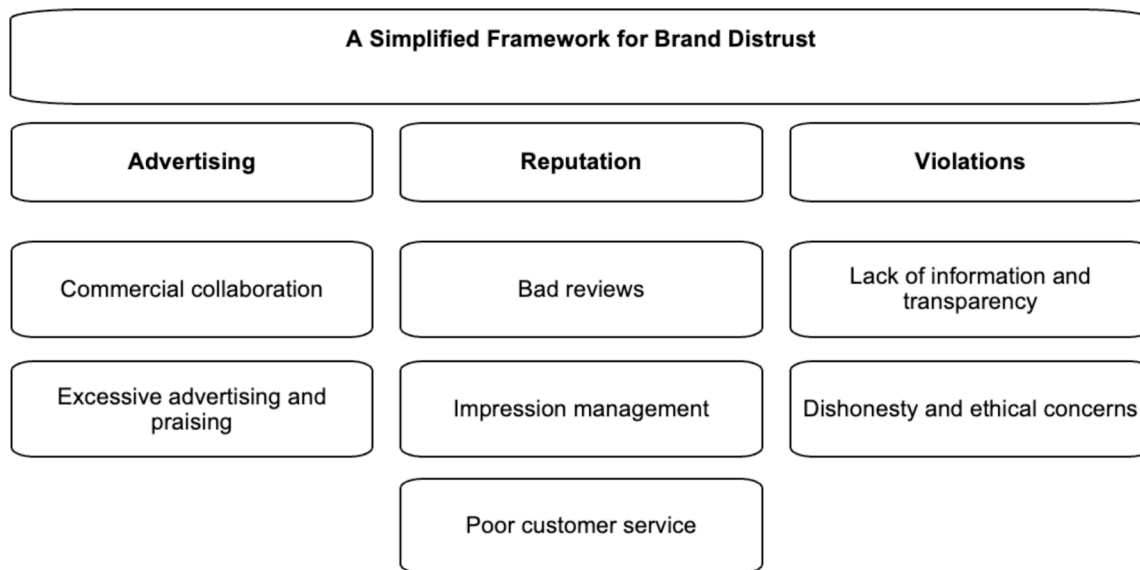 A Simplified Framework for Brand Distrust
Advertising
Reputation
Violations
Commercial collaboration
Bad reviews
Lack of information and
transparency
Excessive advertising and
praising
Impression management
Dishonesty and ethical concerns
Poor customer service